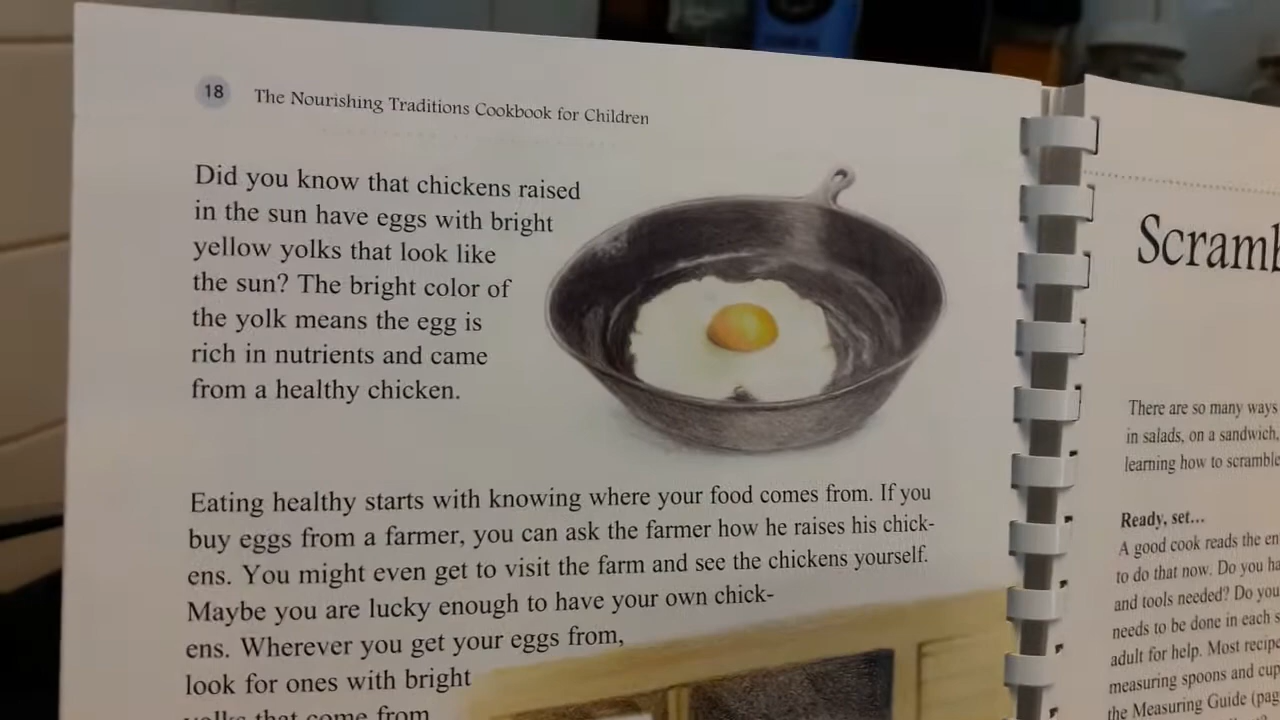 18 The Nourishing Traditions Cookbook for Children
Did you know that chickens raised
in the sun have eggs with bright
yellow yolks that look like
the sun? The bright color of
the yolk means the egg is
rich in nutrients and came
from a healthy chicken.
Eating healthy starts with knowing where your food comes from. If you
buy eggs from a farmer, you can ask the farmer how he raises his chick-
ens. You might even get to visit the farm and see the chickens yourself.
Maybe you are lucky enough to have your own chick-
ens. Wherever you get your eggs from,
look for ones with bright
yolks that come from
Scramb
There are so many ways
in salads, on a sandwich,
learning how to scramble
Ready, set...
A good cook reads the en
to do that now. Do you ha
and tools needed? Do you
needs to be done in each s
adult for help. Most recipe
measuring spoons and cup
the Measuring Guide (pag